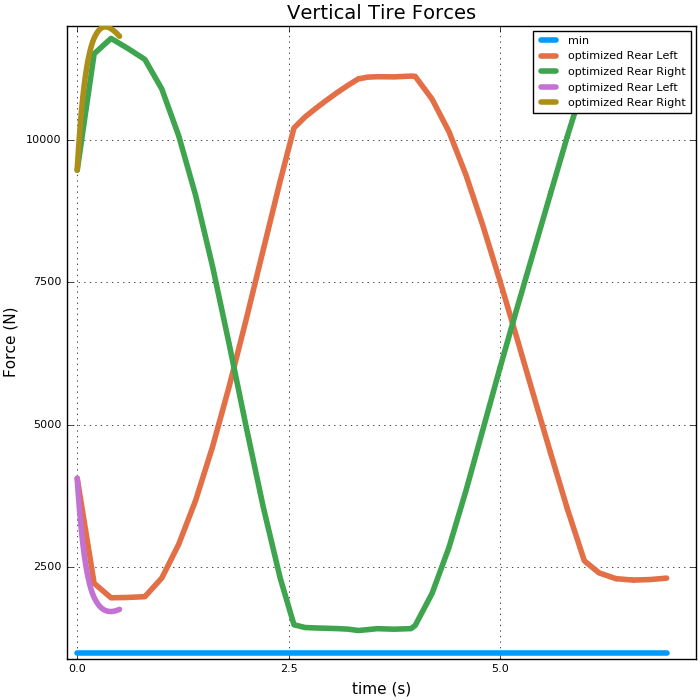 Vertical Tire Forces
min
optimized Rear Left
optimized Rear Right
optimized Rear Left
optimized Rear Right
10000
7500
5000
2500
Force (N)
0.0 2.5 5.0
time (s)